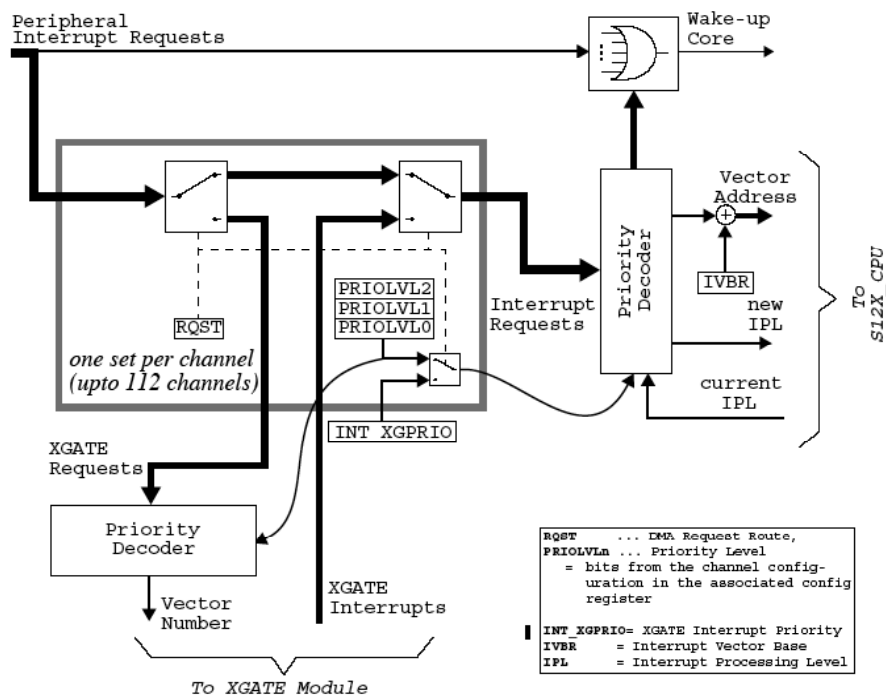 Peripheral
Interrupt Requests
Wake-up
Core
Vector
Address
Priority
Decoder
IVBR
PRIOLVL2
PRIOLVL1
PRIOLVL0
Interrupt
Requests
new
IPL
To
S12X_CPU
RQST
one set per channel
(upto 112 channels)
current
IPL
INT_XGPRIO
XGATE
Requests
Priority
Decoder
XGATE
Interrupts
Vector
Number
To XGATE Module
RQST ... DMA Request Route,
PRIOLVLn ... Priority Level
= bits from the channel config-
uration in the associated config
register
INT_XGPRIO= XGATE Interrupt Priority
IVBR = Interrupt Vector Base
IPL = Interrupt Processing Level